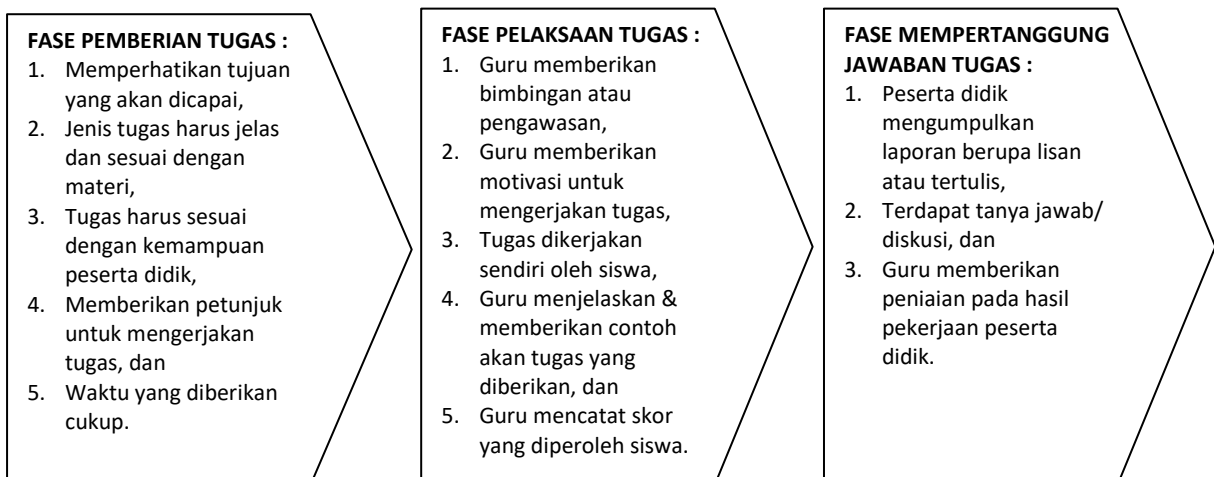 FASE PEMBERIAN TUGAS :
1. Memperhatikan tujuan
yang akan dicapai,
2. Jenis tugas harus jelas
dan sesuai dengan
materi,
3. Tugas harus sesuai
dengan kemampuan
peserta didik,
4. Memberikan petunjuk
untuk mengerjakan
tugas, dan
5. Waktu yang diberikan
cukup.
FASE PELAKSAAN TUGAS :
1. Guru memberikan
bimbingan atau
pengawasan,
2. Guru memberikan
motivasi untuk
mengerjakan tugas,
3. Tugas dikerjakan
sendiri oleh siswa,
4. Guru menjelaskan &
memberikan contoh
akan tugas yang
diberikan, dan
5. Guru mencatat skor
yang diperoleh siswa.
FASE MEMPERTANGGUNG
JAWABAN TUGAS :
1. Peserta didik
mengumpulkan
laporan berupa lisan
atau tertulis,
2. Terdapat tanya jawab/
diskusi, dan
3. Guru memberikan
peniaian pada hasil
pekerjaan peserta
didik.